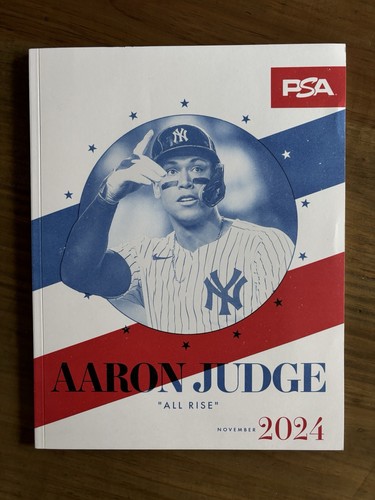 PSA
NY
NY
AARON JUDGE
"ALL RISE"
NOVEMBER 2024